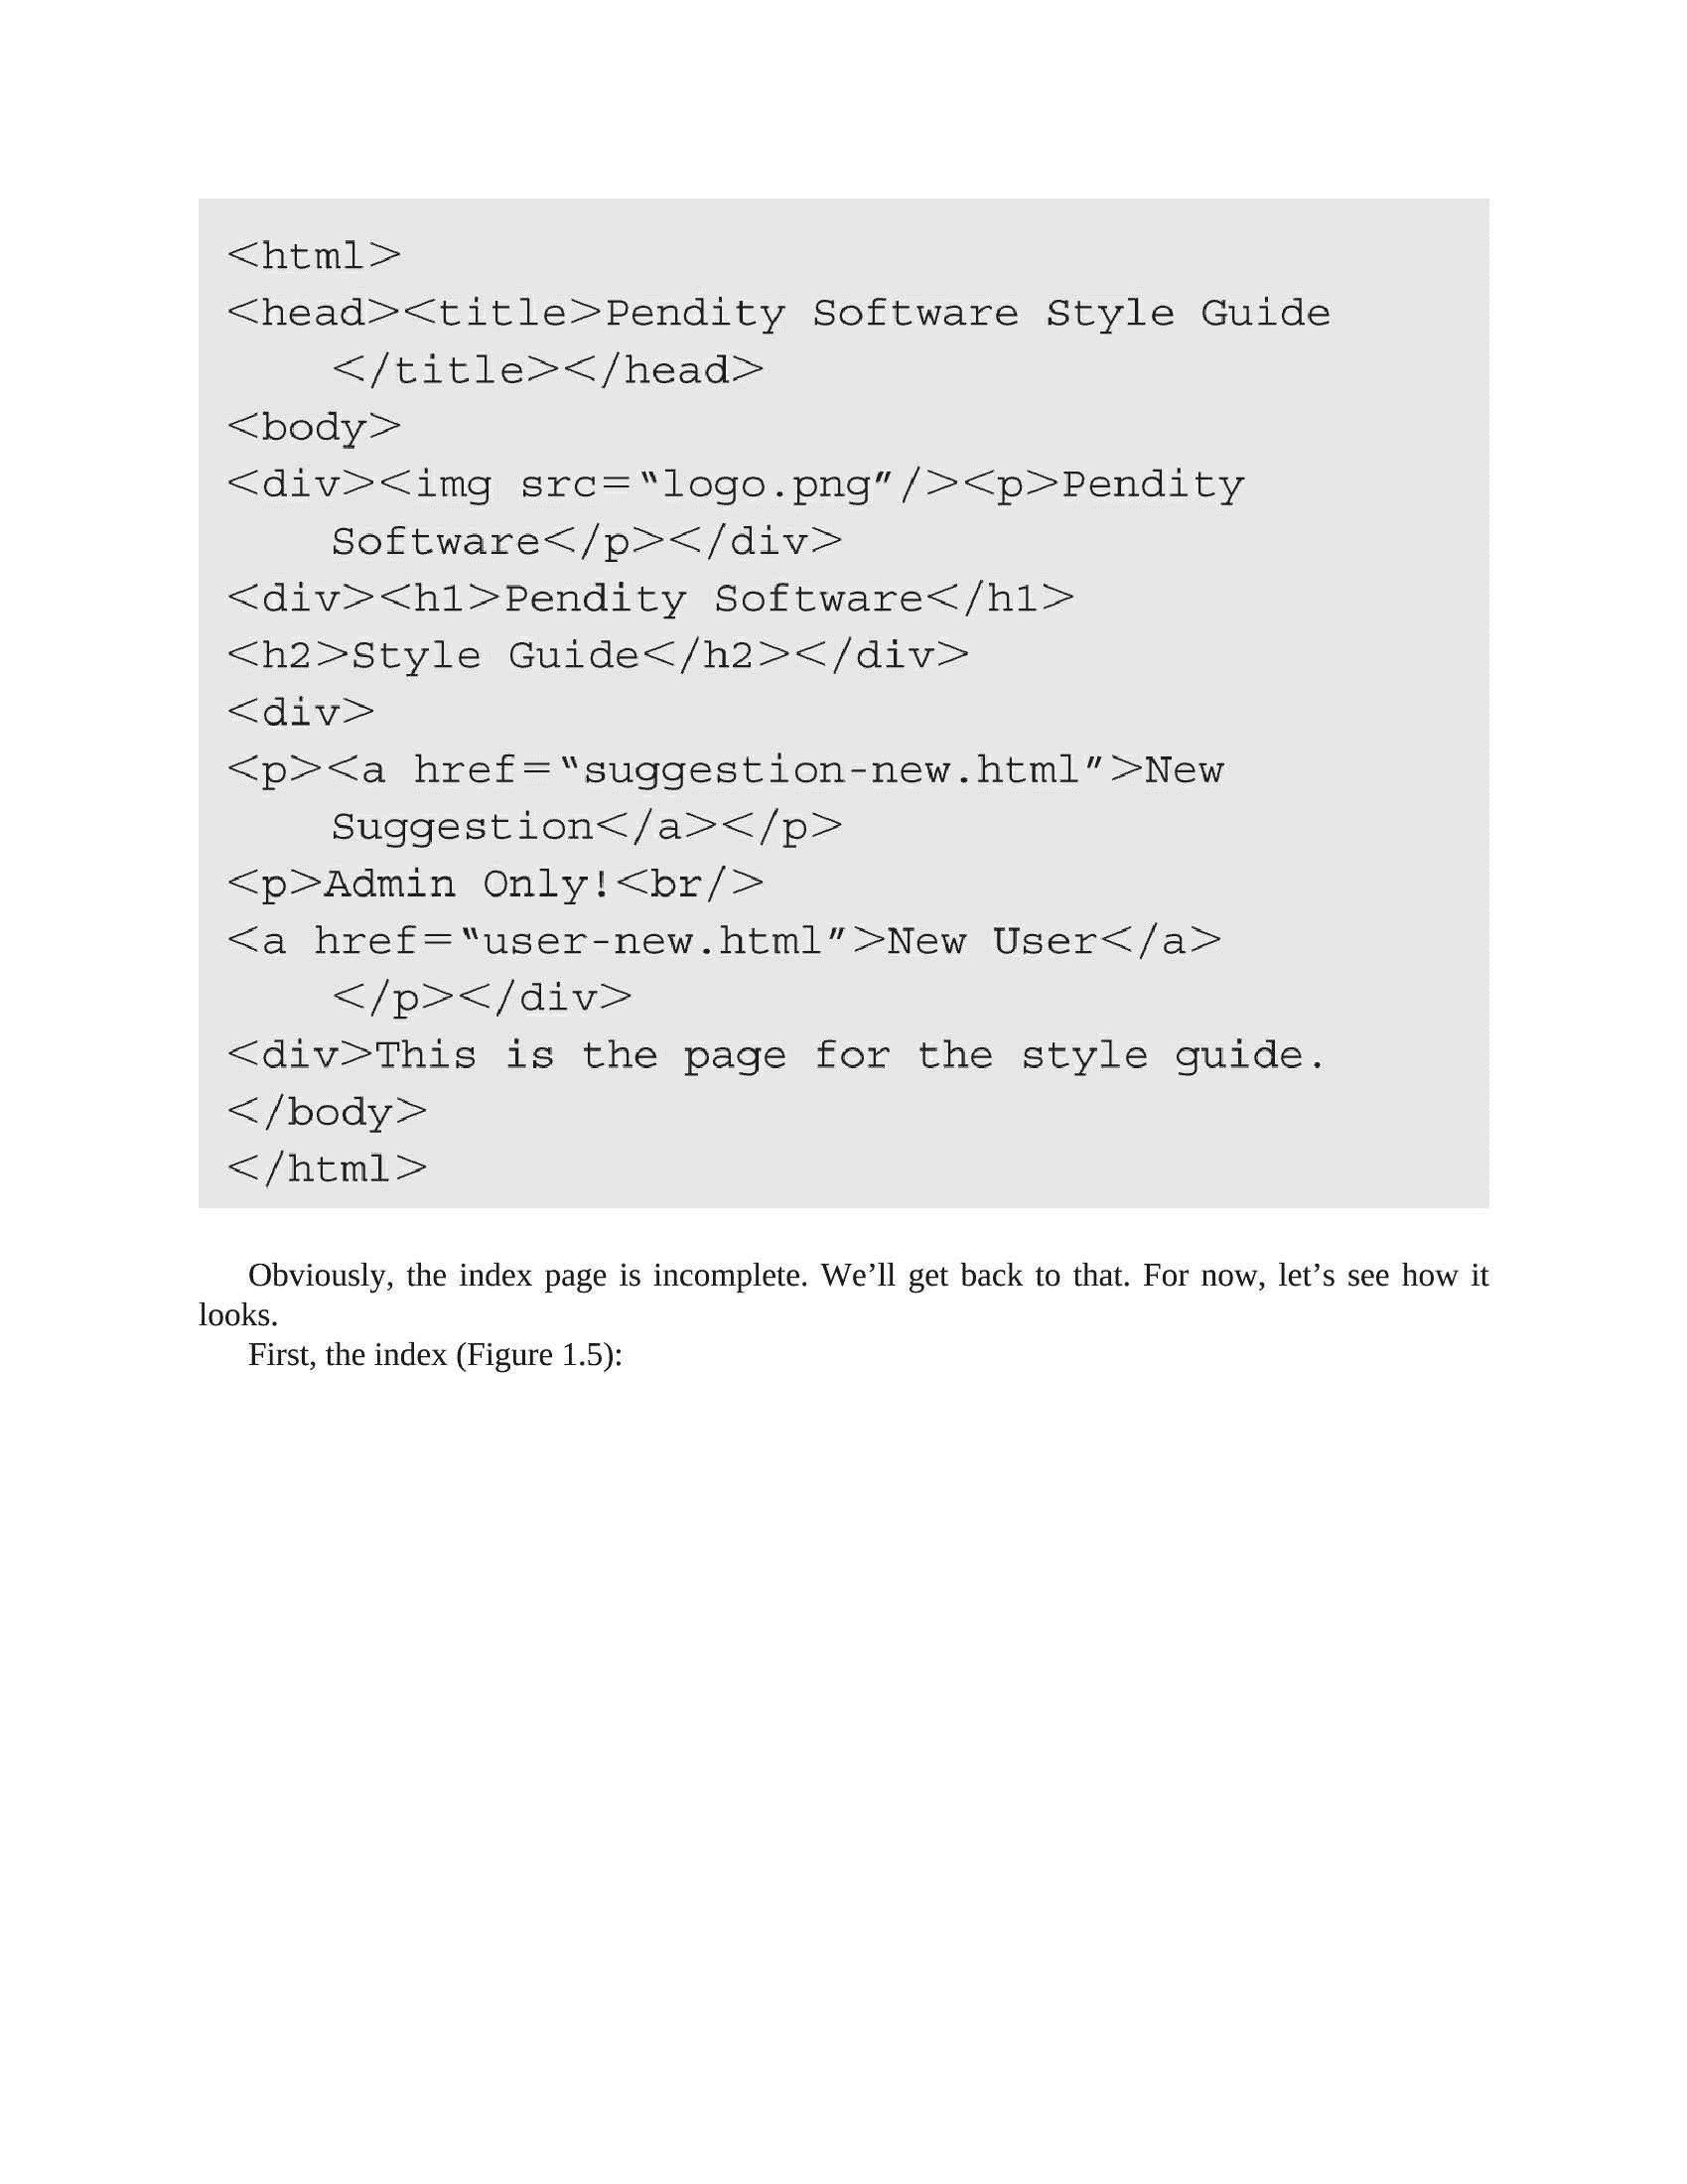 <html>
<head><title>Pendity Software Style Guide
</title></head>
<body>
<div><img src=“logo.png”/><p>Pendity
Software</p></div>
<div><h1>Pendity Software</h1>
<h2>Style Guide</h2></div>
<div>
<p><a href=“suggestion-new.html”>New
Suggestion</a></p>
<p>Admin Only!<br/>
<a href=“user-new.html”>New User</a>
</p></div>
<div>This is the page for the style guide.
</body>
</html>
Obviously, the index page is incomplete. We’ll get back to that. For now, let’s see how it
looks.
First, the index (Figure 1.5):